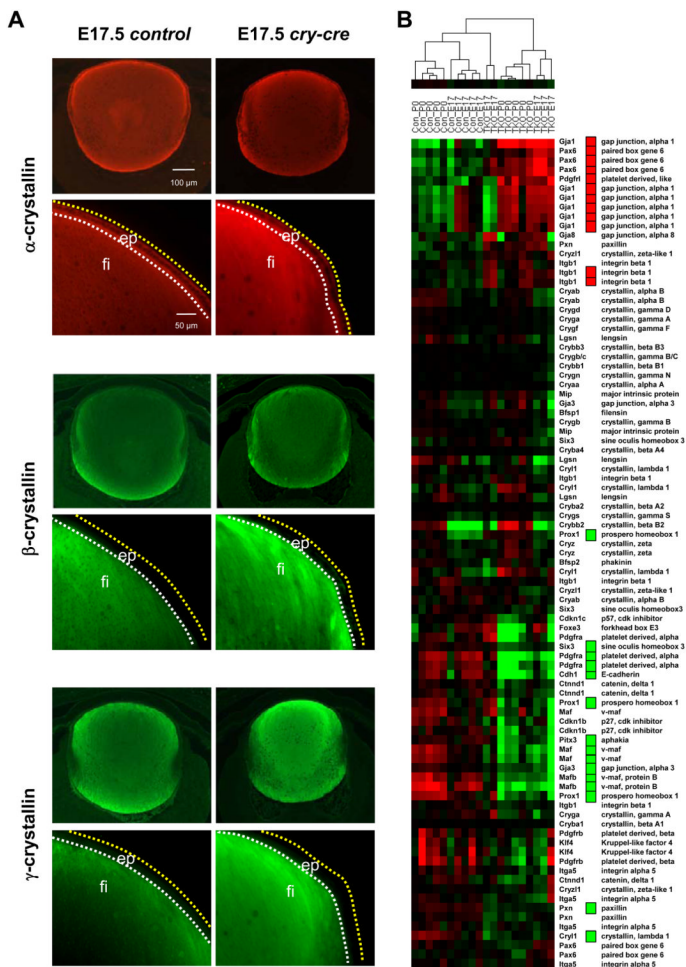 A
E17.5 control
E17.5 cry-cre
α-crystallin
100 μm
ep
fi
50 μm
ep
fi
β-crystallin
ep
fi
ep
fi
γ-crystallin
ep
fi
ep
fi
B
Gja1 gap junction, alpha 1
Pax6 paired box gene 6
Pax6 paired box gene 6
Pax6 paired box gene 6
Pdgfrl platelet derived, like
Gja1 gap junction, alpha 1
Gja1 gap junction, alpha 1
Gja1 gap junction, alpha 1
Gja1 gap junction, alpha 1
Gja1 gap junction, alpha 1
Gja8 gap junction, alpha 8
Pxn paxillin
Cryzl1 crystallin, zeta-like 1
Itgb1 integrin beta 1
Itgb1 integrin beta 1
Itgb1 integrin beta 1
Cryab crystallin, alpha B
Cryab crystallin, alpha B
Crygd crystallin, gamma D
Cryga crystallin, gamma A
Crygf crystallin, gamma F
Lgsn lengsin
Crybb3 crystallin, beta B3
Crygb/c crystallin, gamma B/C
Crybb1 crystallin, beta B1
Crygn crystallin, gamma N
Cryaa crystallin, alpha A
Mip major intrinsic protein
Gja3 gap junction, alpha 3
Bfsp1 filensin
Crygb crystallin, gamma B
Mip major intrinsic protein
Six3 sine oculis homeobox 3
Cryba4 crystallin, beta A4
Lgsn lengsin
Cryl1 crystallin, lambda 1
Itgb1 integrin beta 1
Cryl1 crystallin, lambda 1
Lgsn lengsin
Cryba2 crystallin, beta A2
Crygs crystallin, gamma S
Crybb2 crystallin, beta B2
Prox1 prospero homeobox 1
Cryz crystallin, zeta
Cryz crystallin, zeta
Bfsp2 phakinin
Cryl1 crystallin, lambda 1
Itgb1 integrin beta 1
Cryzl1 crystallin, zeta-like 1
Cryab crystallin, alpha B
Six3 sine oculis homeobox3
Cdkn1c p57, cdk inhibitor
Foxe3 forkhead box E3
Pdgfra platelet derived, alpha
Six3 sine oculis homeobox 3
Pdgfra platelet derived, alpha
Pdgfra platelet derived, alpha
Cdh1 E-cadherin
Ctnnd1 catenin, delta 1
Ctnnd1 catenin, delta 1
Prox1 prospero homeobox 1
Maf v-maf
Cdkn1b p27, cdk inhibitor
Cdkn1b p27, cdk inhibitor
Pitx3 aphakia
Maf v-maf
Maf v-maf
Gja3 gap junction, alpha 3
Mafb v-maf, protein B
Mafb v-maf, protein B
Prox1 prospero homeobox 1
Itgb1 integrin beta 1
Cryga crystallin, gamma A
Cryba1 crystallin, beta A1
Pdgfrb platelet derived, beta
Klf4 Kruppel-like factor 4
Klf4 Kruppel-like factor 4
Pdgfrb platelet derived, beta
Itga5 integrin alpha 5
Ctnnd1 catenin, delta 1
Cryzl1 crystallin, zeta-like 1
Itga5 integrin alpha 5
Pxn paxillin
Pxn paxillin
Itga5 integrin alpha 5
Cryl1 crystallin, lambda 1
Pax6 paired box gene 6
Pax6 paired box gene 6
Itga5 integrin alpha 5